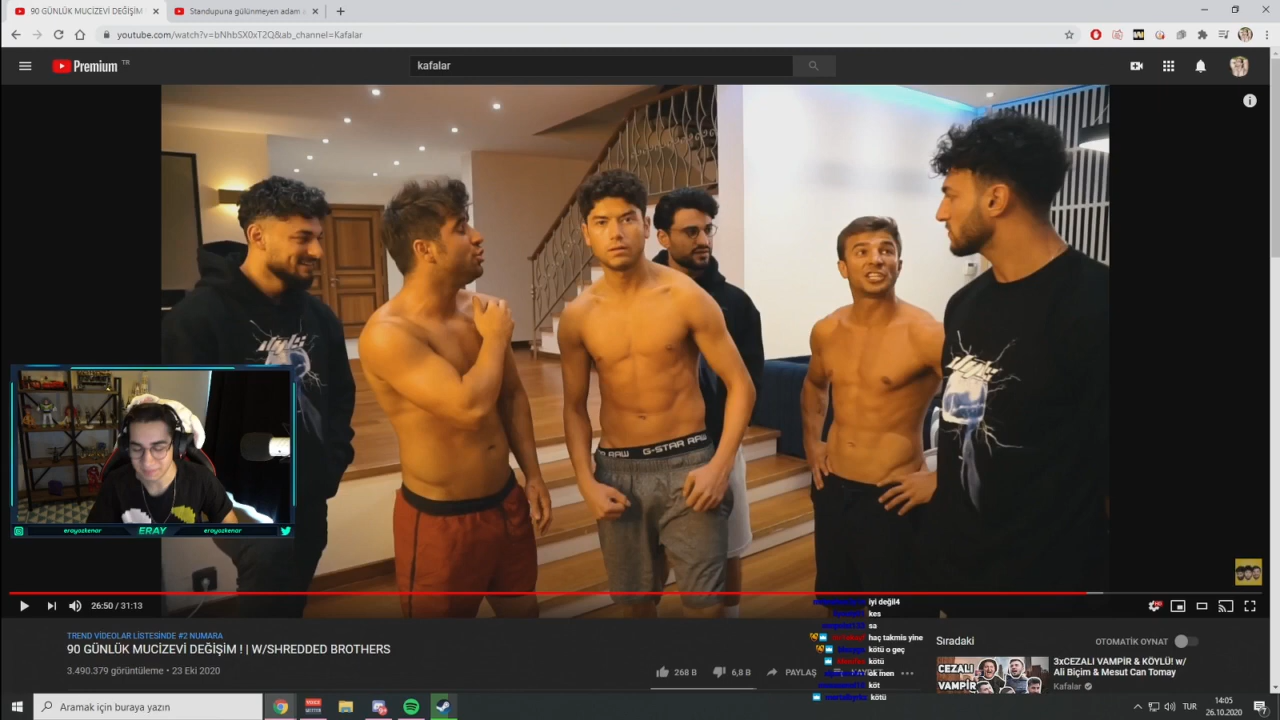 90 GÜNLÜK MUCİZEVİ DEĞİŞİM
Standupuna gülünmeyen adam
youtube.com/watch?v=bNhbSX0xT2Q&ab_channel=Kafalar
Premium TR
kafalar
RAW G-STAR RAW
erayozkenar ERAY erayozkenar
26:50 / 31:13
iyi değil4
kes
sa
haç takmis yine
kötü o geç
kötü
ök men
köt
kötü
TREND VİDEOLAR LİSTESİNDE #2 NUMARA
90 GÜNLÜK MUCİZEVİ DEĞİŞİM ! | W/SHREDDED BROTHERS
3.490.379 görüntüleme • 23 Eki 2020
268 B
6,8 B
PAYLAŞ
Sıradaki
OTOMATİK OYNAT
CEZALI
VAMPİR
3xCEZALI VAMPİR & KÖYLÜ! w/
Ali Biçim & Mesut Can Tomay
Kafalar
Aramak için buraya yazın
TUR
14:05
26.10.2020